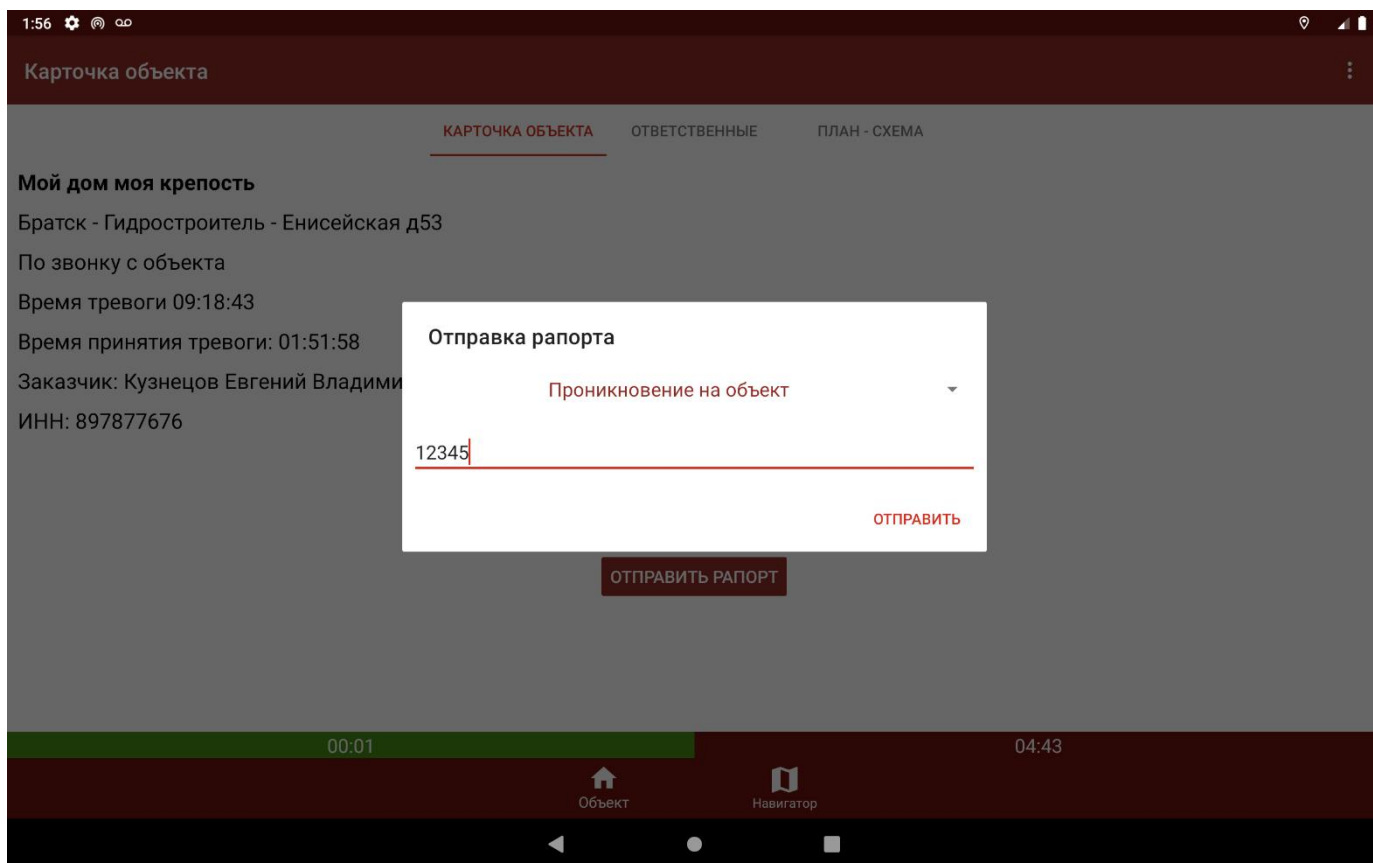 1:56
Карточка объекта
КАРТОЧКА ОБЪЕКТА ОТВЕТСТВЕННЫЕ ПЛАН - СХЕМА
Мой дом моя крепость
Братск - Гидростроитель - Енисейская д53
По звонку с объекта
Время тревоги 09:18:43
Время принятия тревоги: 01:51:58
Заказчик: Кузнецов Евгений Владими
ИНН: 897877676
Отправка рапорта
Проникновение на объект
12345
ОТПРАВИТЬ
ОТПРАВИТЬ РАПОРТ
00:01 04:43
Объект Навигатор